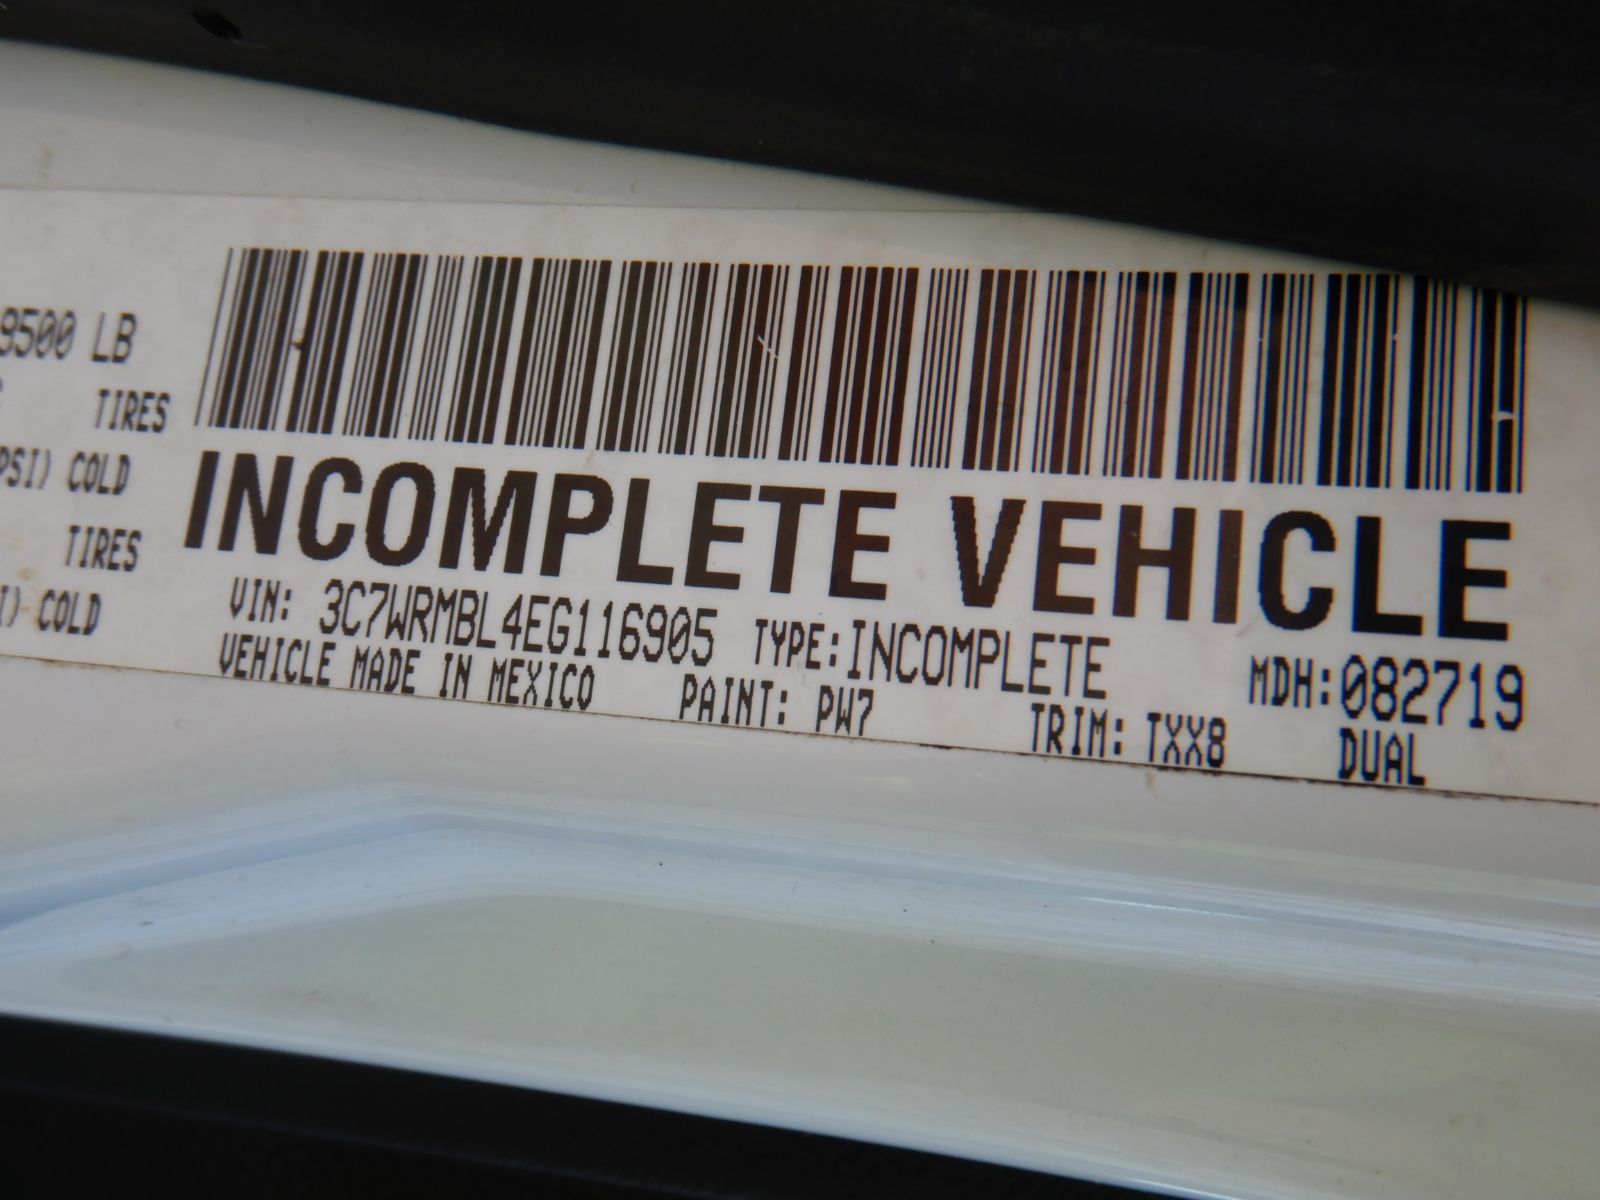 9500 LB
TIRES
PSI) COLD
TIRES
I) COLD
INCOMPLETE VEHICLE
VIN: 3C7WRMBL4EG116905 TYPE:INCOMPLETE MDH:082719
VEHICLE MADE IN MEXICO PAINT: PW7 TRIM: TXX8 DUAL